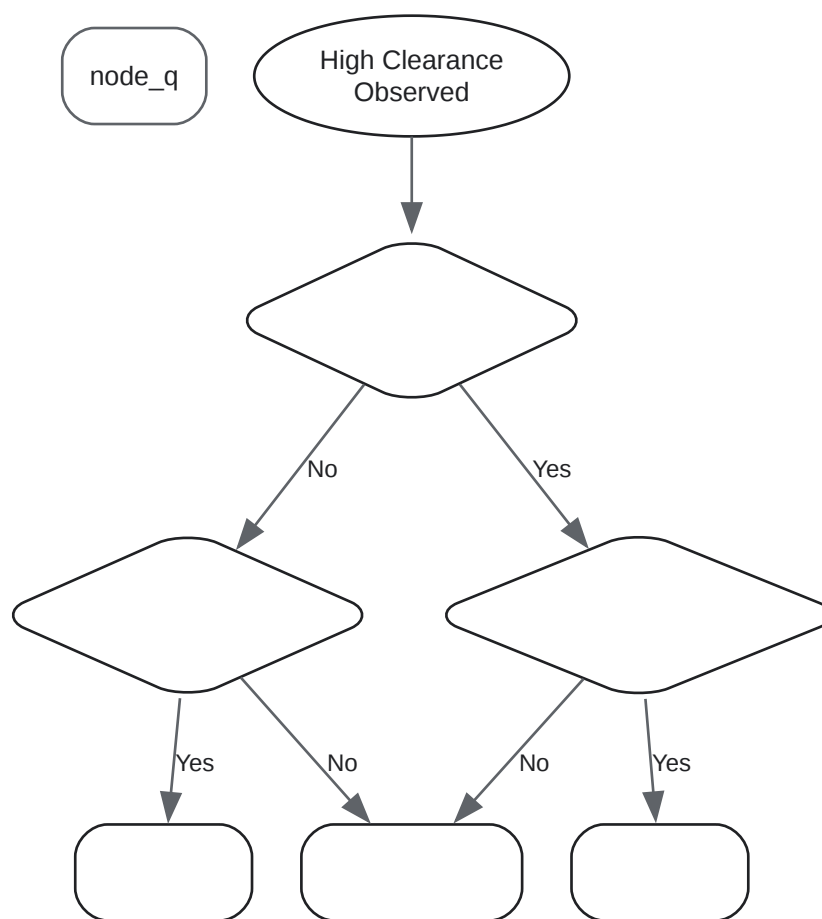 node_q
High Clearance
Observed
No
Yes
Yes
No
No
Yes